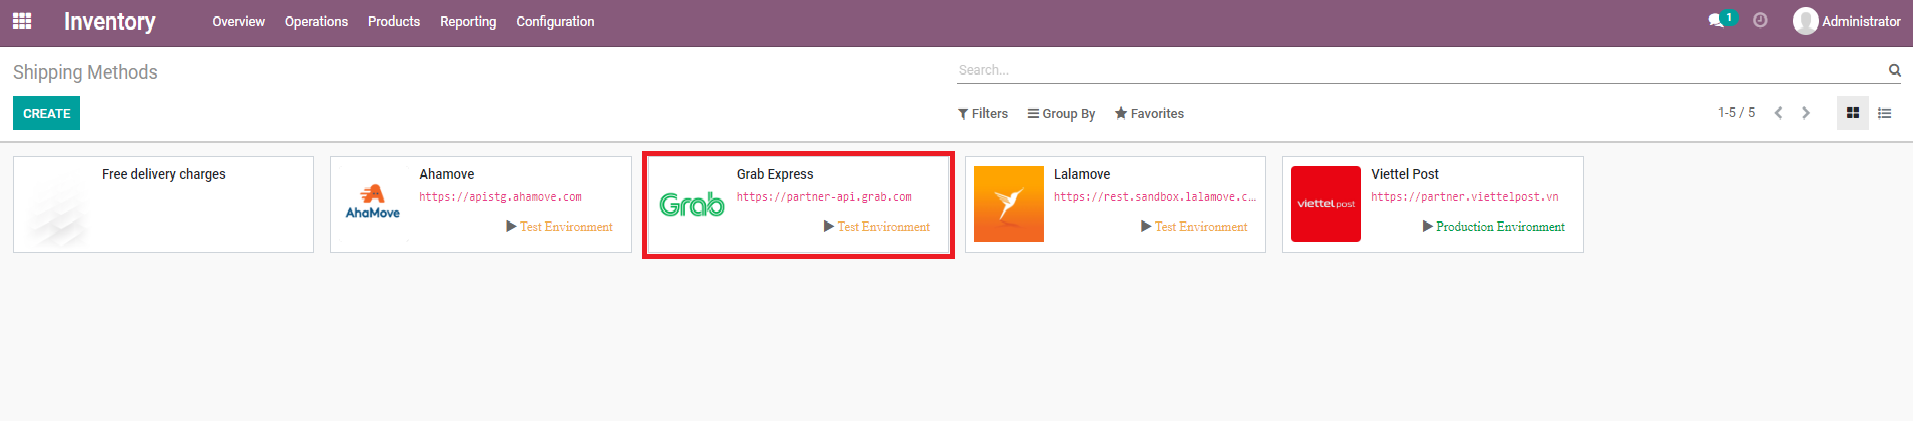 Inventory Overview Operations Products Reporting Configuration 1 Administrator
Shipping Methods
Search...
CREATE
Filters Group By Favorites 1-5 / 5
Free delivery charges
Ahamove
https://apistg.ahamove.com
AhaMove
Test Environment
Grab Express
https://partner-api.grab.com
Grab
Test Environment
Lalamove
https://rest.sandbox.lalamove.c...
Test Environment
Viettel Post
https://partner.viettelpost.vn
viettel post
Production Environment